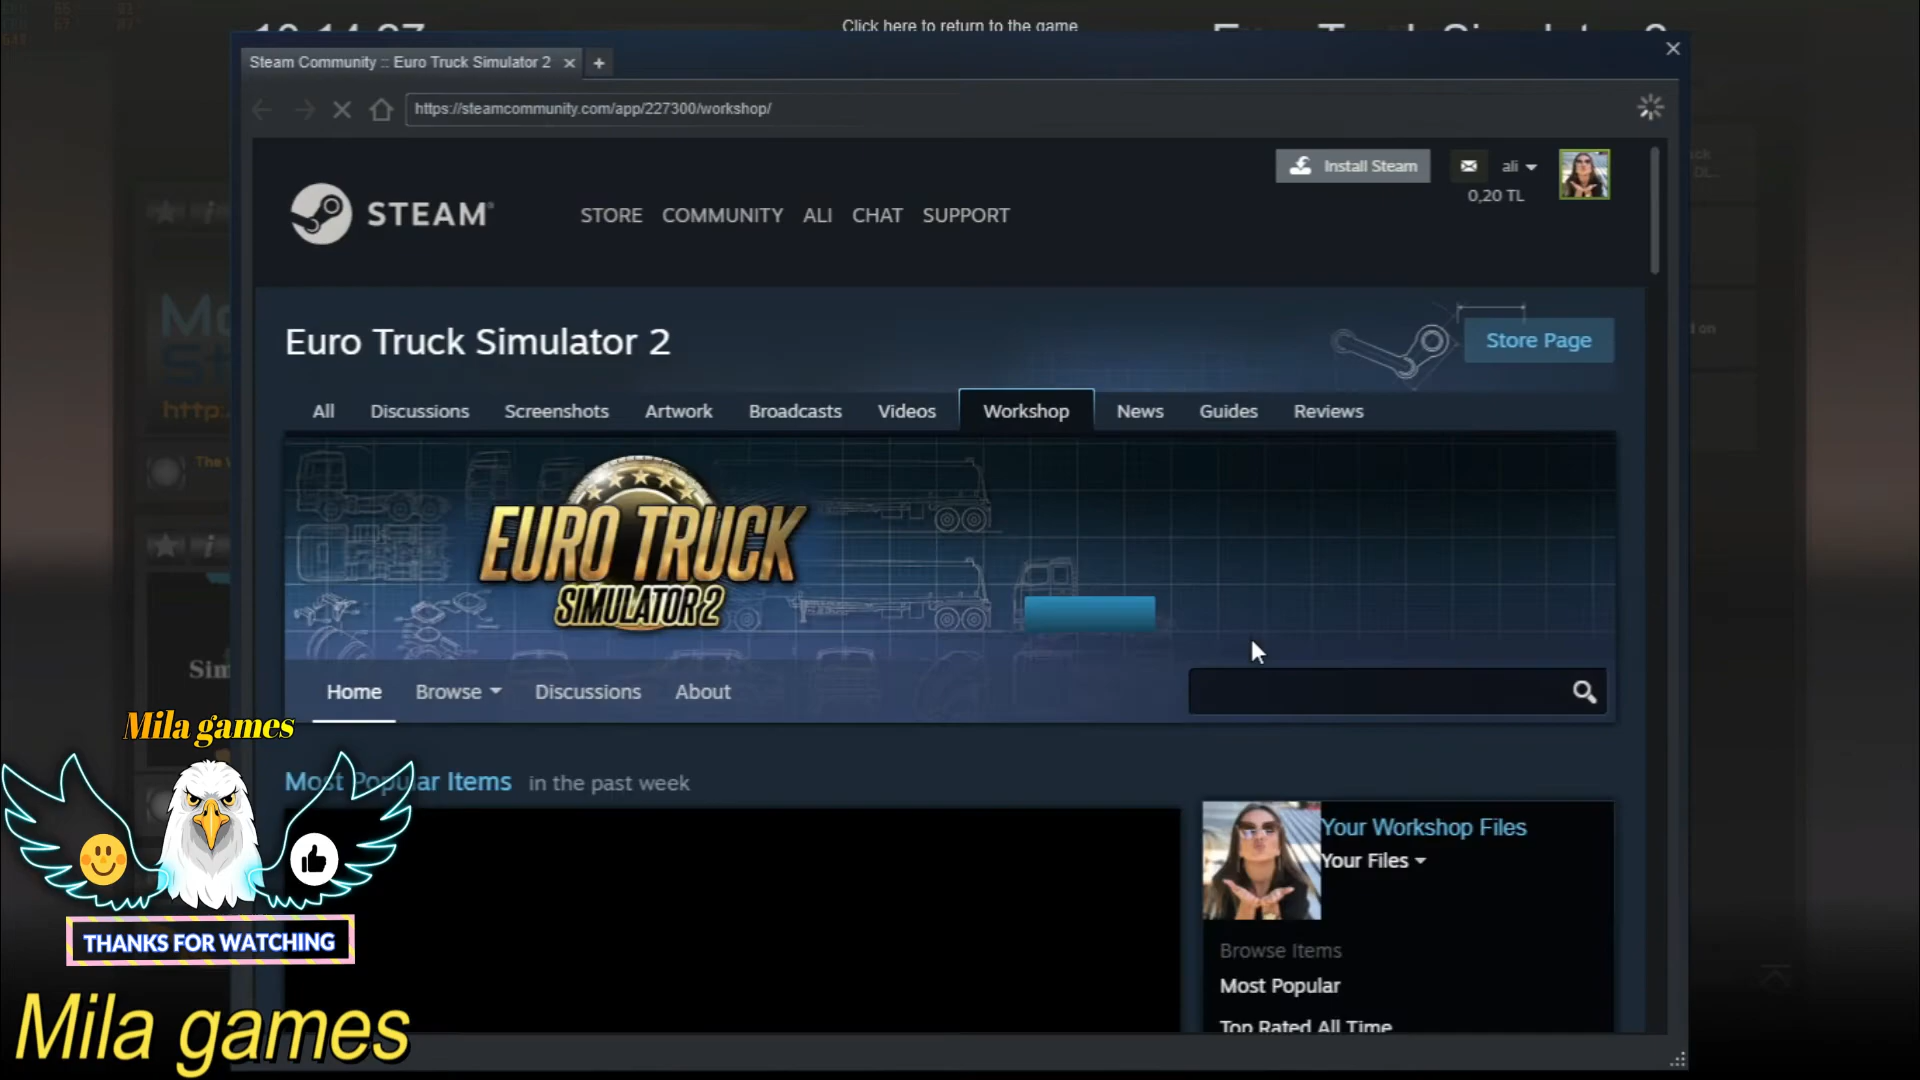 Click here to return to the game
Steam Community :: Euro Truck Simulator 2
https://steamcommunity.com/app/227300/workshop/
Install Steam
ali
0,20 TL
STEAM®
STORE COMMUNITY ALI CHAT SUPPORT
Euro Truck Simulator 2
Store Page
All Discussions Screenshots Artwork Broadcasts Videos Workshop News Guides Reviews
EURO TRUCK
SIMULATOR 2
Home Browse Discussions About
Most Popular Items in the past week
Your Workshop Files
Your Files
Browse Items
Most Popular
Top Rated All Time
Mila games
THANKS FOR WATCHING
Mila games